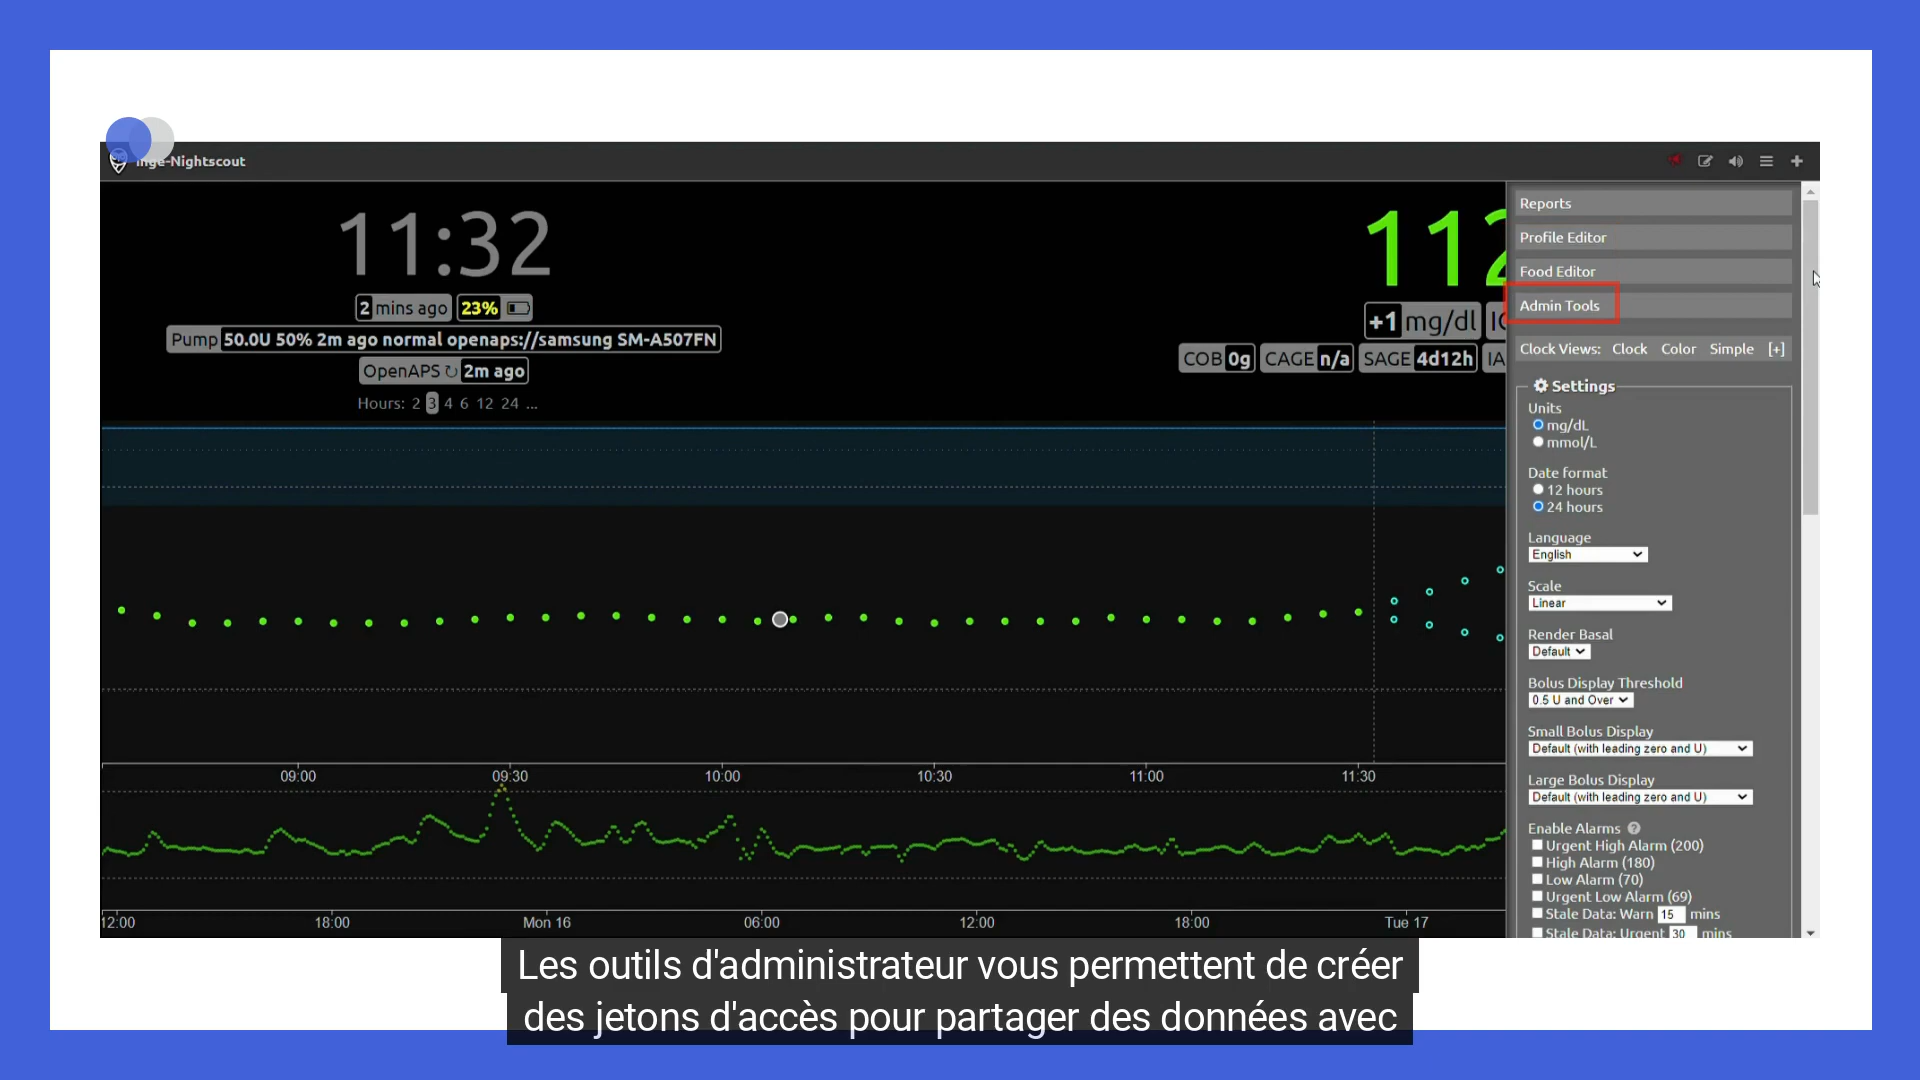 Inge-Nightscout
11:32
2 mins ago 23%
Pump 50.0U 50% 2m ago normal openaps://samsung SM-A507FN
OpenAPS ↻ 2m ago
Hours: 2 3 4 6 12 24 ...
112
+1 mg/dl
COB 0g CAGE n/a SAGE 4d12h IA
Reports
Profile Editor
Food Editor
Admin Tools
Clock Views: Clock Color Simple [+]
Settings
Units
mg/dL
mmol/L
Date format
12 hours
24 hours
Language
English
Scale
Linear
Render Basal
Default
Bolus Display Threshold
0.5 U and Over
Small Bolus Display
Default (with leading zero and U)
Large Bolus Display
Default (with leading zero and U)
Enable Alarms ?
Urgent High Alarm (200)
High Alarm (180)
Low Alarm (70)
Urgent Low Alarm (69)
Stale Data: Warn 15 mins
Stale Data: Urgent 30 mins
09:00 09:30 10:00 10:30 11:00 11:30
12:00 18:00 Mon 16 06:00 12:00 18:00 Tue 17
Les outils d'administrateur vous permettent de créer
des jetons d'accès pour partager des données avec